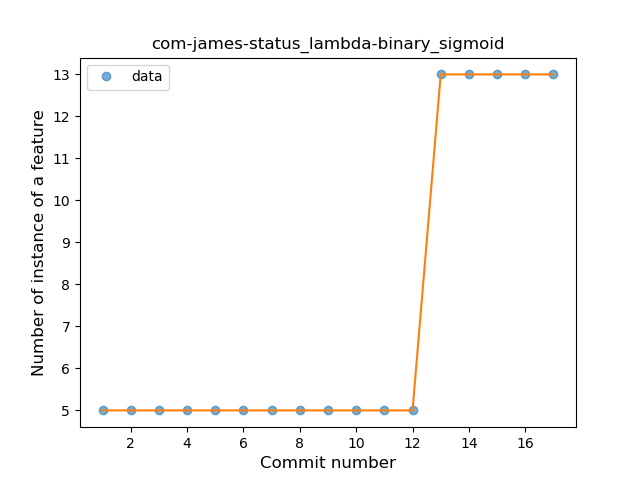 com-james-status_lambda-binary_sigmoid
data
Number of instance of a feature
13
12
11
10
9
8
7
6
5
2 4 6 8 10 12 14 16
Commit number